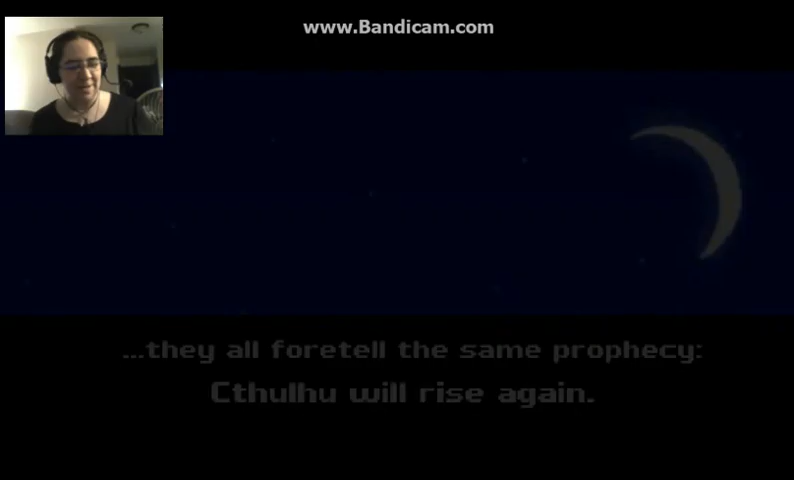 www.Bandicam.com
...they all foretell the same prophecy:
Cthulhu will rise again.